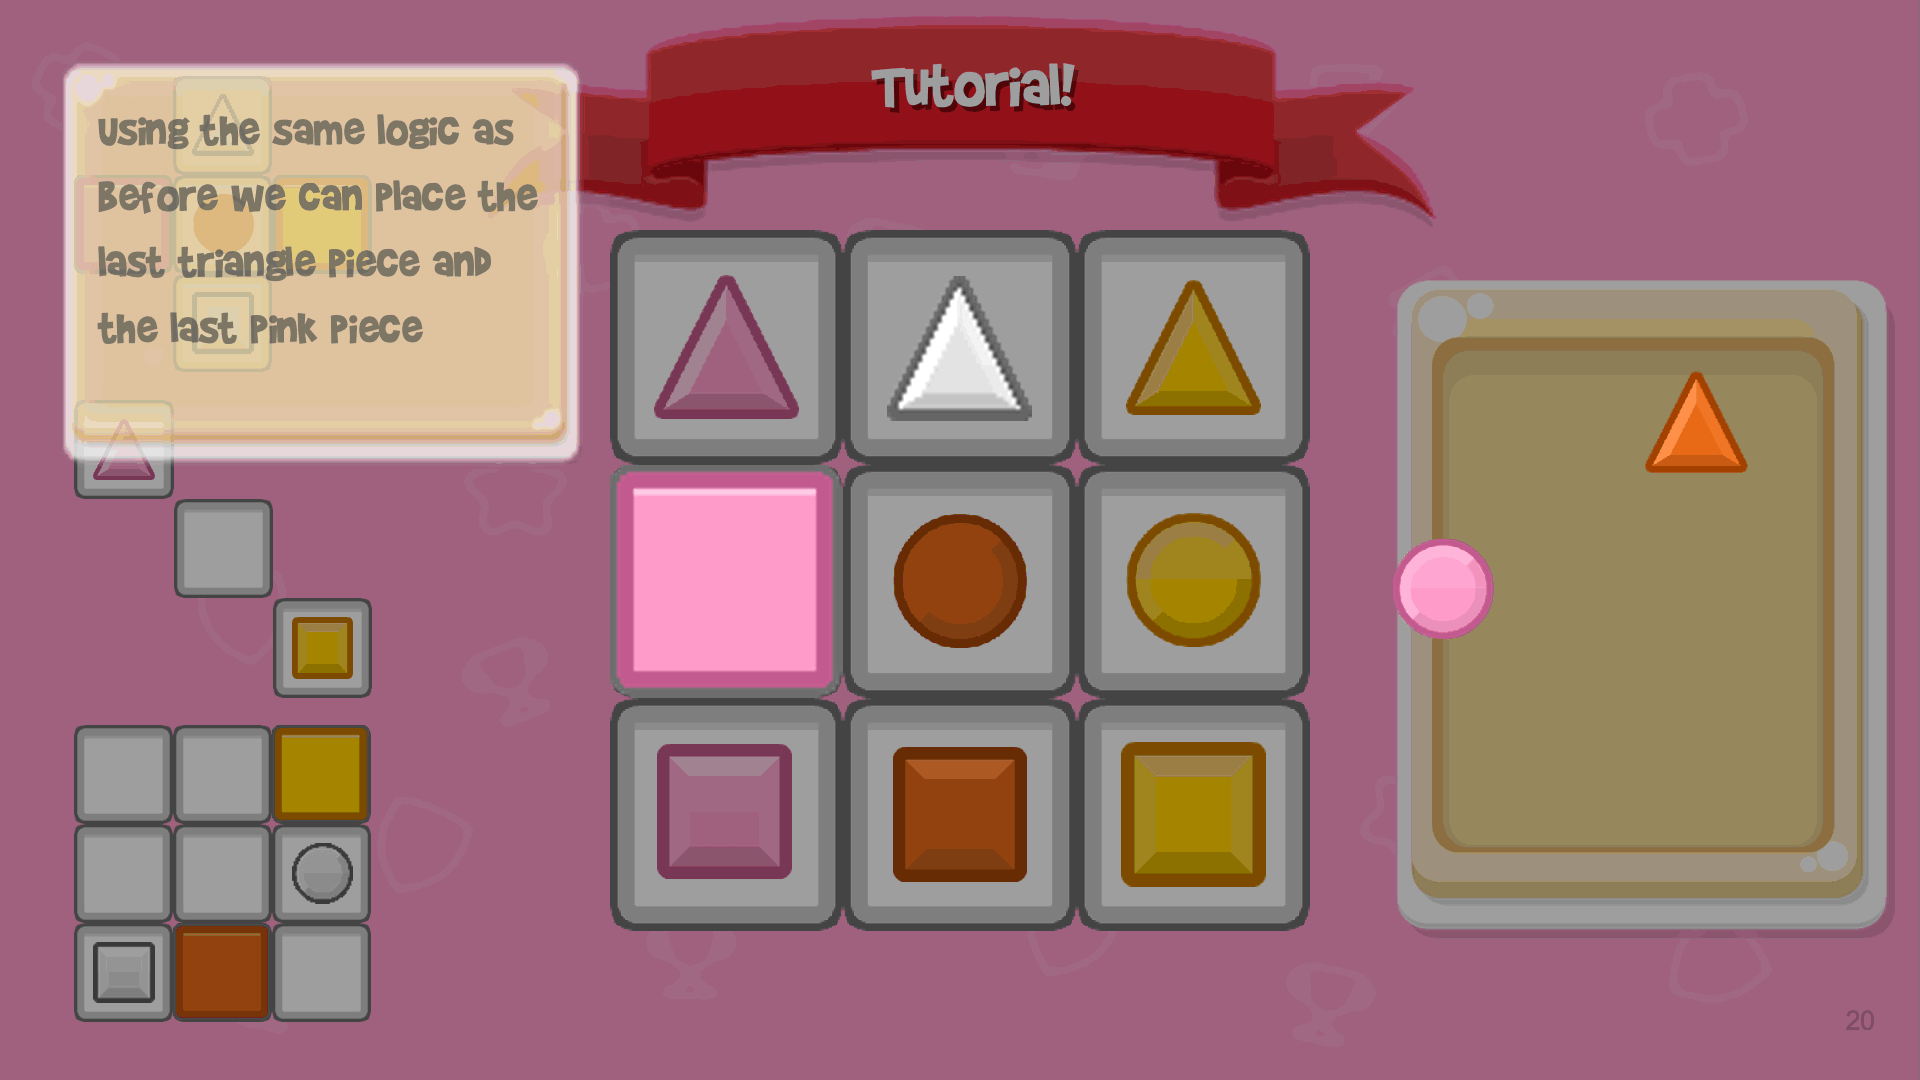 Tutorial!
Using the same logic as
Before we can place the
last triangle piece and
the last pink piece
20